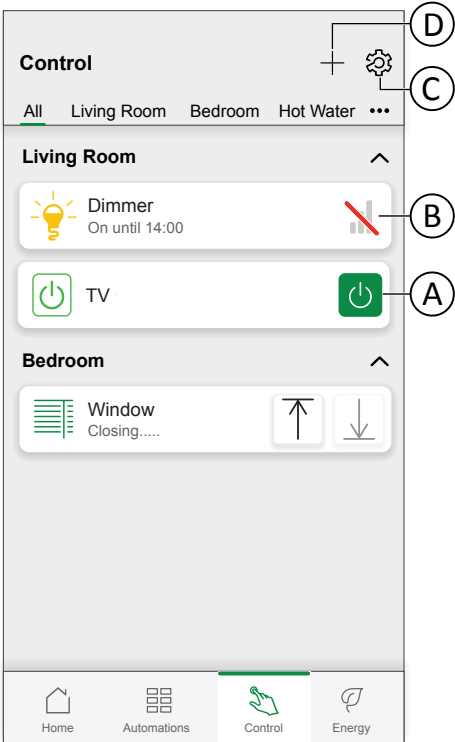 D
Control
C
All Living Room Bedroom Hot Water •••
Living Room
Dimmer
On until 14:00
B
TV
A
Bedroom
Window
Closing.....
Home Automations Control Energy